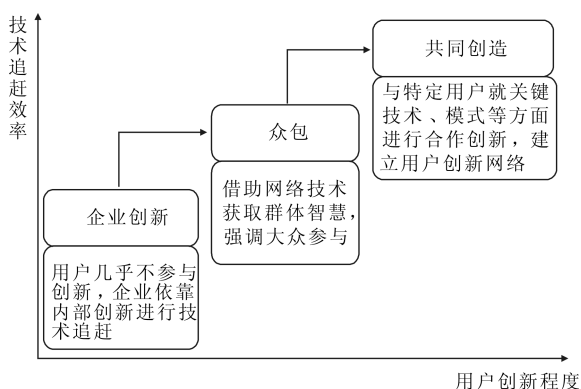 技术追赶效率
共同创造
与特定用户就关键
技术、模式等方面
进行合作创新，建
立用户创新网络
众包
借助网络技术
获取群体智慧，
强调大众参与
企业创新
用户几乎不参与
创新，企业依靠
内部创新进行技
术追赶
用户创新程度